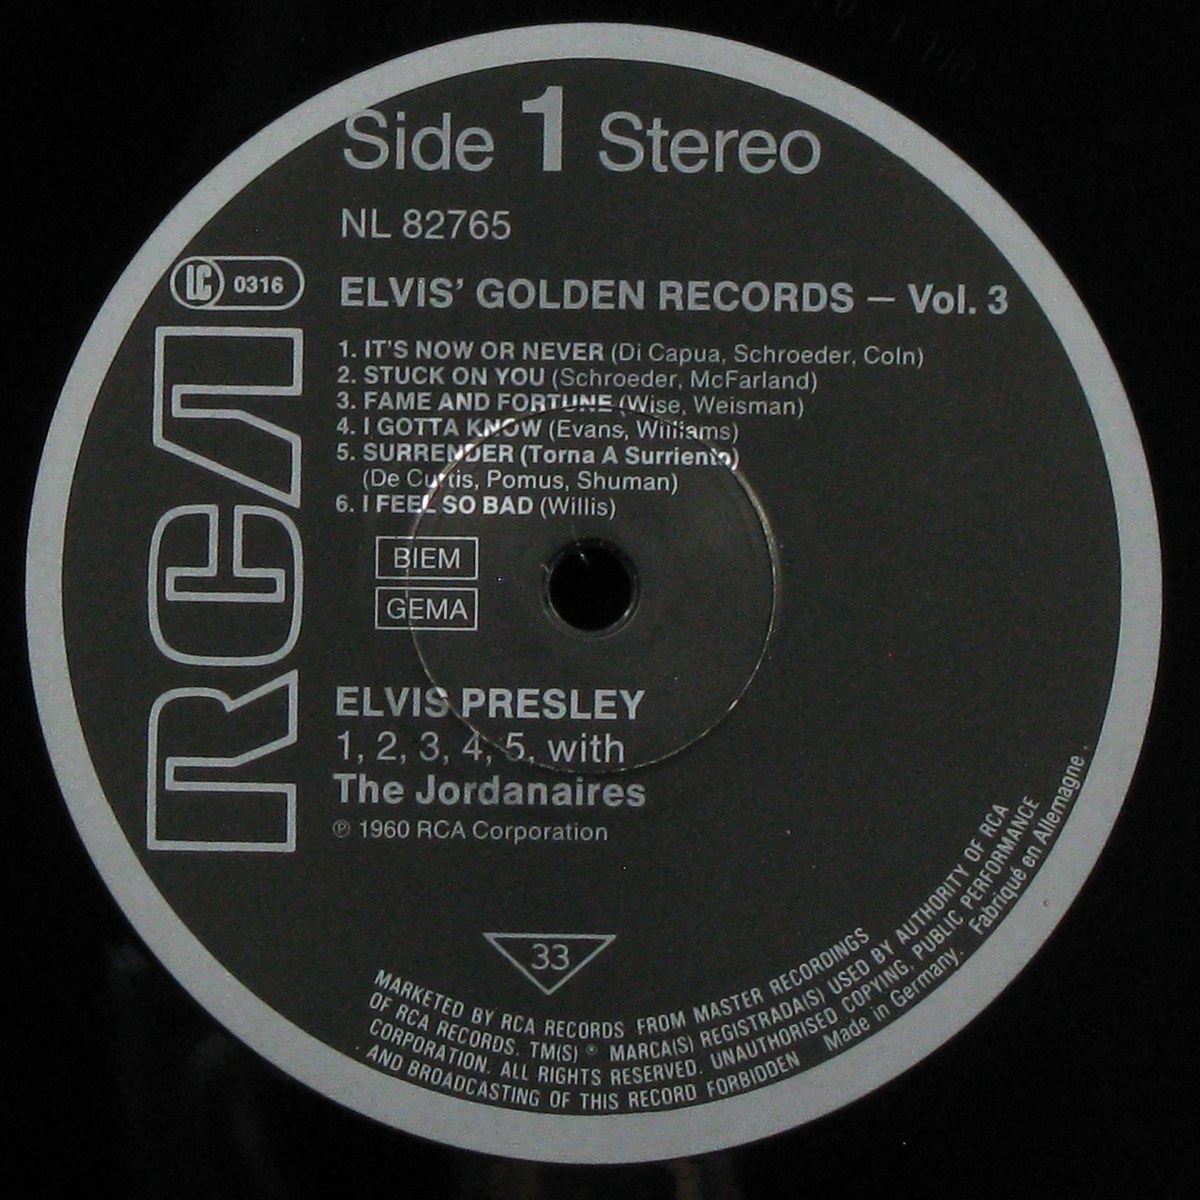 Side 1 Stereo
NL 82765
LC 0316
ELVIS' GOLDEN RECORDS – Vol. 3
1. IT'S NOW OR NEVER (Di Capua, Schroeder, Coln)
2. STUCK ON YOU (Schroeder, McFarland)
3. FAME AND FORTUNE (Wise, Weisman)
4. I GOTTA KNOW (Evans, Williams)
5. SURRENDER (Torna A Surriento)
(De Curtis, Pomus, Shuman)
6. I FEEL SO BAD (Willis)
RCA
BIEM
GEMA
ELVIS PRESLEY
1, 2, 3, 4, 5, with
The Jordanaires
℗ 1960 RCA Corporation
33
MARKETED BY RCA RECORDS FROM MASTER RECORDINGS
OF RCA RECORDS. TM(S) ® MARCA(S) REGISTRADA(S) USED BY AUTHORITY OF RCA
CORPORATION. ALL RIGHTS RESERVED. UNAUTHORISED COPYING, PUBLIC PERFORMANCE
AND BROADCASTING OF THIS RECORD FORBIDDEN Made in Germany. Fabriqué en Allemagne.